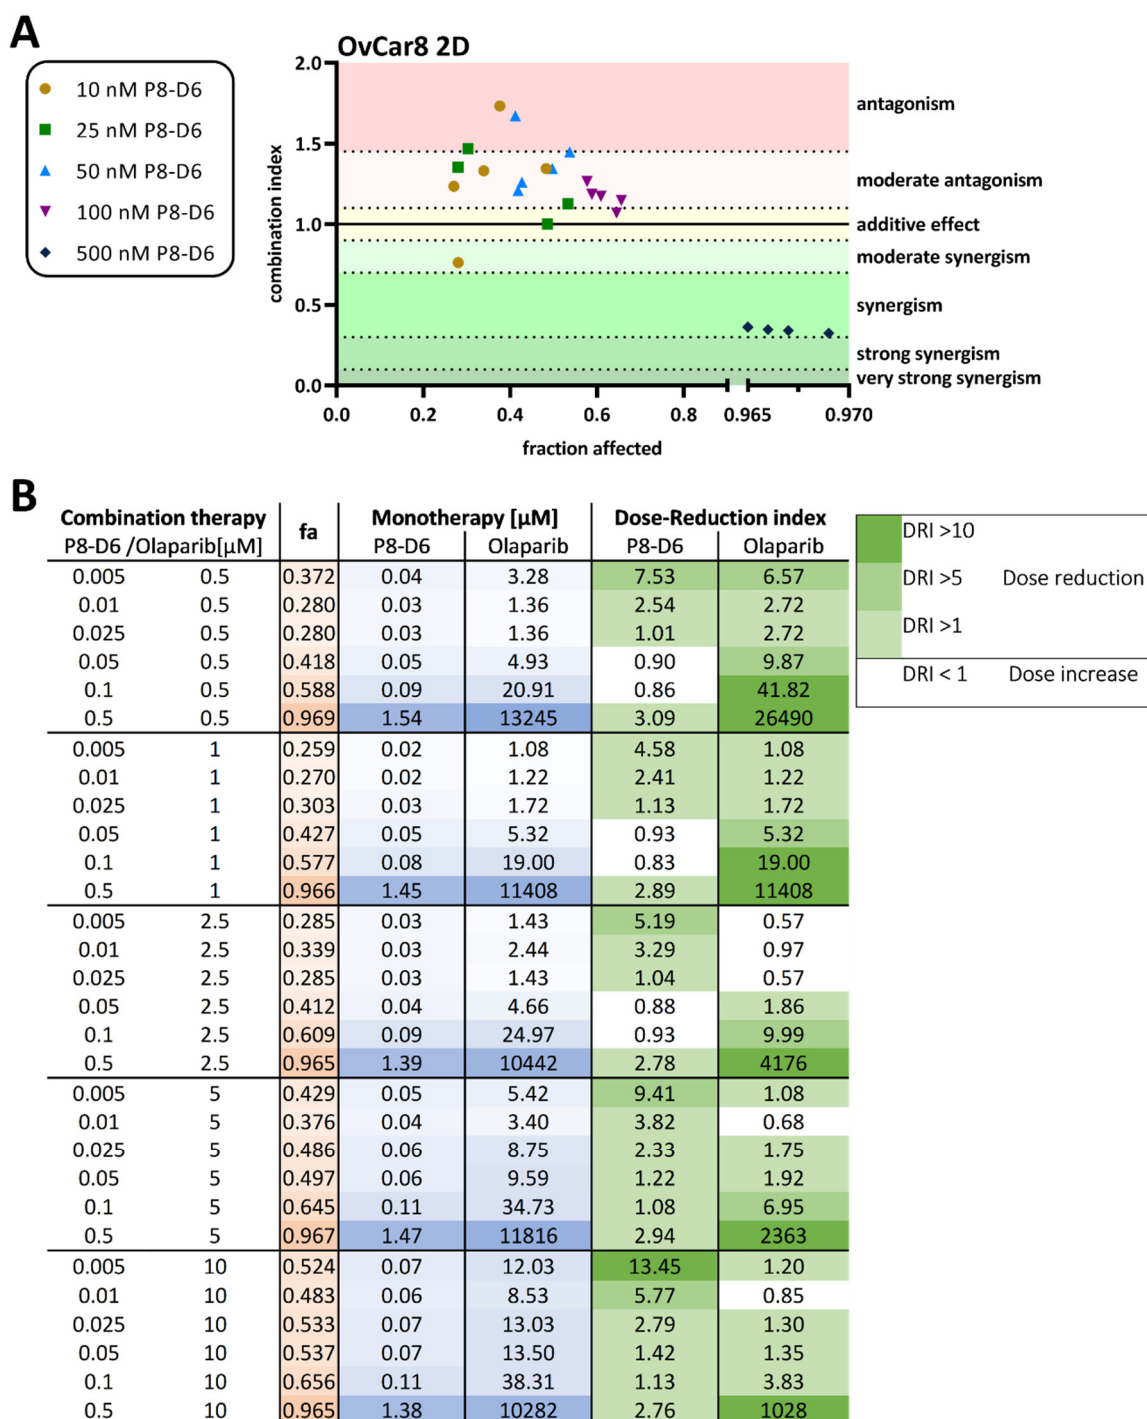 A
OvCar8 2D
10 nM P8-D6
25 nM P8-D6
50 nM P8-D6
100 nM P8-D6
500 nM P8-D6
combination index
2.0
1.5
1.0
0.5
0.0
antagonism
moderate antagonism
additive effect
moderate synergism
synergism
strong synergism
very strong synergism
0.0 0.2 0.4 0.6 0.8 0.965 0.970
fraction affected
B
Combination therapy fa Monotherapy [µM] Dose-Reduction index
P8-D6 /Olaparib[µM] P8-D6 Olaparib P8-D6 Olaparib
0.005 0.5 0.372 0.04 3.28 7.53 6.57
0.01 0.5 0.280 0.03 1.36 2.54 2.72
0.025 0.5 0.280 0.03 1.36 1.01 2.72
0.05 0.5 0.418 0.05 4.93 0.90 9.87
0.1 0.5 0.588 0.09 20.91 0.86 41.82
0.5 0.5 0.969 1.54 13245 3.09 26490
0.005 1 0.259 0.02 1.08 4.58 1.08
0.01 1 0.270 0.02 1.22 2.41 1.22
0.025 1 0.303 0.03 1.72 1.13 1.72
0.05 1 0.427 0.05 5.32 0.93 5.32
0.1 1 0.577 0.08 19.00 0.83 19.00
0.5 1 0.966 1.45 11408 2.89 11408
0.005 2.5 0.285 0.03 1.43 5.19 0.57
0.01 2.5 0.339 0.03 2.44 3.29 0.97
0.025 2.5 0.285 0.03 1.43 1.04 0.57
0.05 2.5 0.412 0.04 4.66 0.88 1.86
0.1 2.5 0.609 0.09 24.97 0.93 9.99
0.5 2.5 0.965 1.39 10442 2.78 4176
0.005 5 0.429 0.05 5.42 9.41 1.08
0.01 5 0.376 0.04 3.40 3.82 0.68
0.025 5 0.486 0.06 8.75 2.33 1.75
0.05 5 0.497 0.06 9.59 1.22 1.92
0.1 5 0.645 0.11 34.73 1.08 6.95
0.5 5 0.967 1.47 11816 2.94 2363
0.005 10 0.524 0.07 12.03 13.45 1.20
0.01 10 0.483 0.06 8.53 5.77 0.85
0.025 10 0.533 0.07 13.03 2.79 1.30
0.05 10 0.537 0.07 13.50 1.42 1.35
0.1 10 0.656 0.11 38.31 1.13 3.83
0.5 10 0.965 1.38 10282 2.76 1028
DRI >10
DRI >5 Dose reduction
DRI >1
DRI < 1 Dose increase